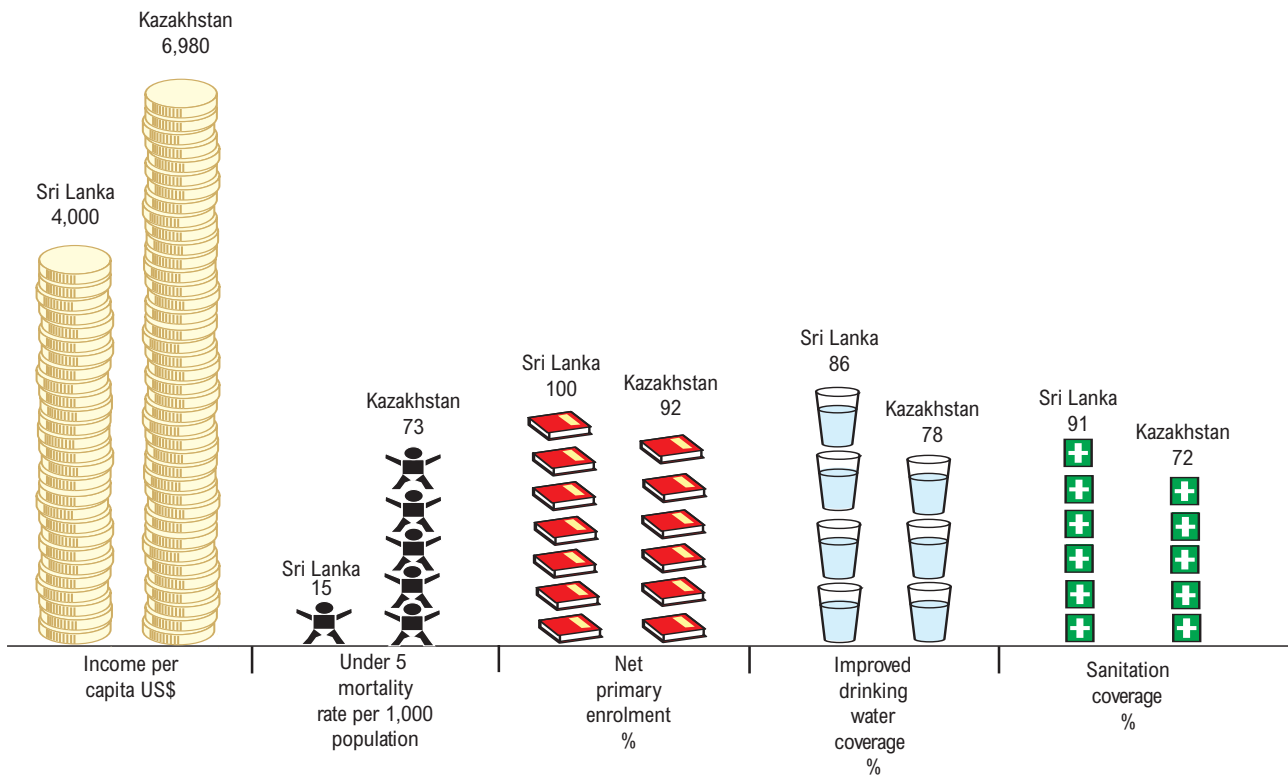 Kazakhstan
6,980
Sri Lanka
4,000
Kazakhstan
73
Sri Lanka
15
Sri Lanka
100
Kazakhstan
92
Sri Lanka
86
Kazakhstan
78
Sri Lanka
91
Kazakhstan
72
Income per
capita US$
Under 5
mortality
rate per 1,000
population
Net
primary
enrolment
%
Improved
drinking
water
coverage
%
Sanitation
coverage
%